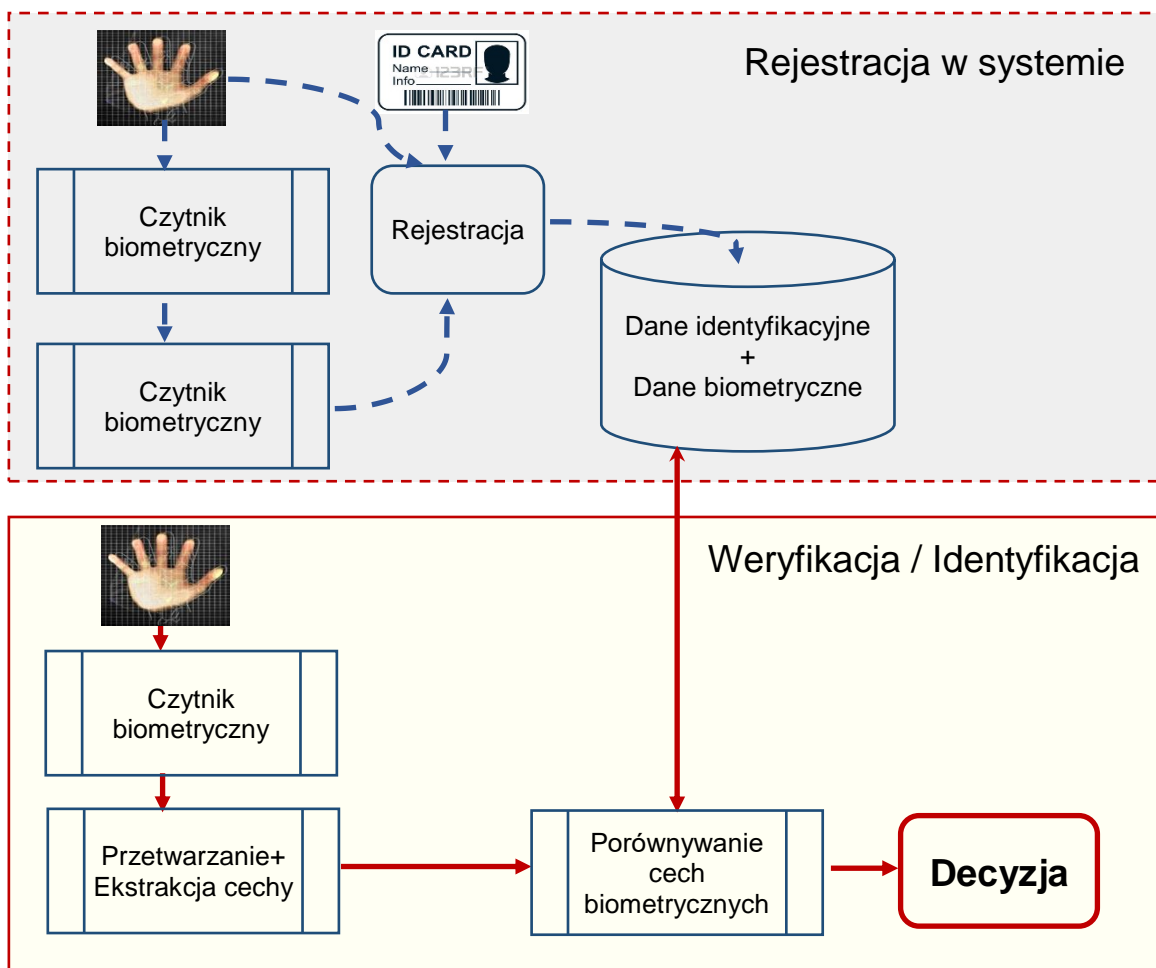 ID CARD
Name
Info
Rejestracja w systemie
Czytnik
biometryczny
Rejestracja
Czytnik
biometryczny
Dane identyfikacyjne
+
Dane biometryczne
Weryfikacja / Identyfikacja
Czytnik
biometryczny
Przetwarzanie+
Ekstrakcja cechy
Porównywanie
cech
biometrycznych
Decyzja